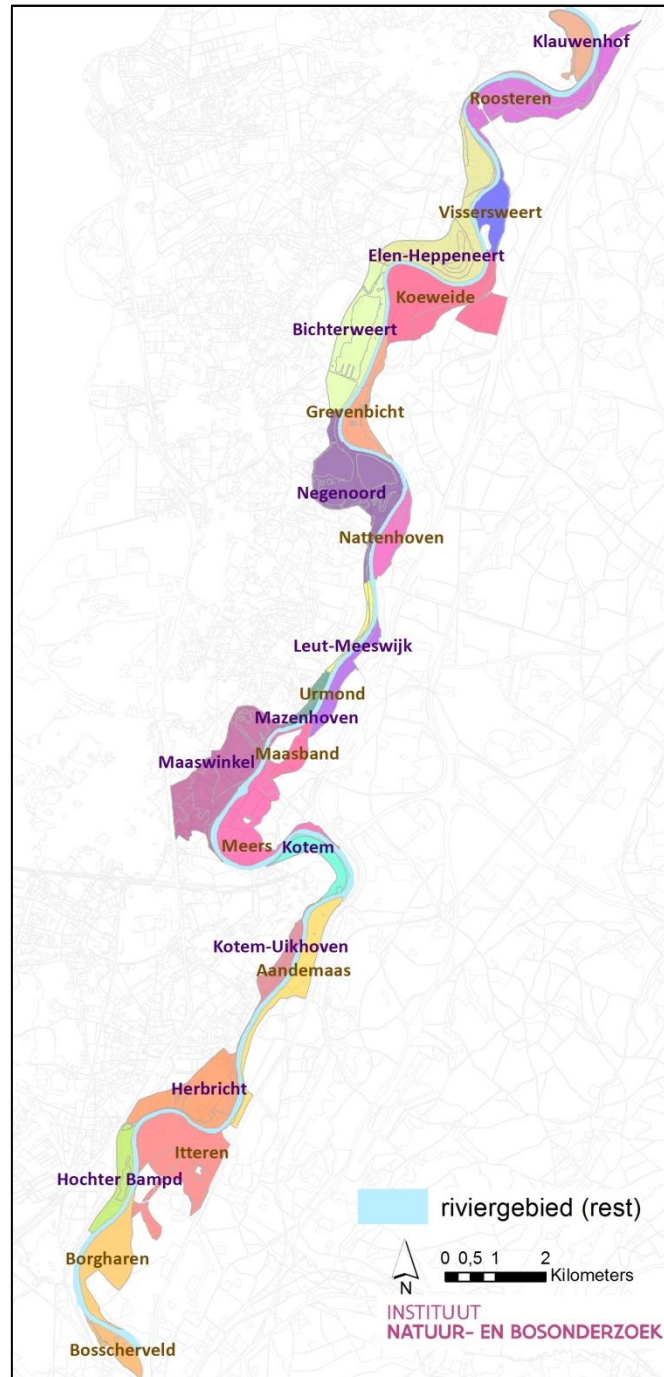 Klauwenhof
Roosteren
Vissersweert
Elen-Heppeneert
Koeweide
Bichterweert
Grevenbicht
Negenoord
Nattenhoven
Leut-Meeswijk
Urmond
Mazenhoven
Maasband
Maaswinkel
Meers
Kotem
Kotem-Uikhoven
Aandemaas
Herbricht
Itteren
Hochter Bampd
Borgharen
Bosscherveld
riviergebied (rest)
N
0 0,5 1 2
Kilometers
INSTITUUT
NATUUR- EN BOSONDERZOEK